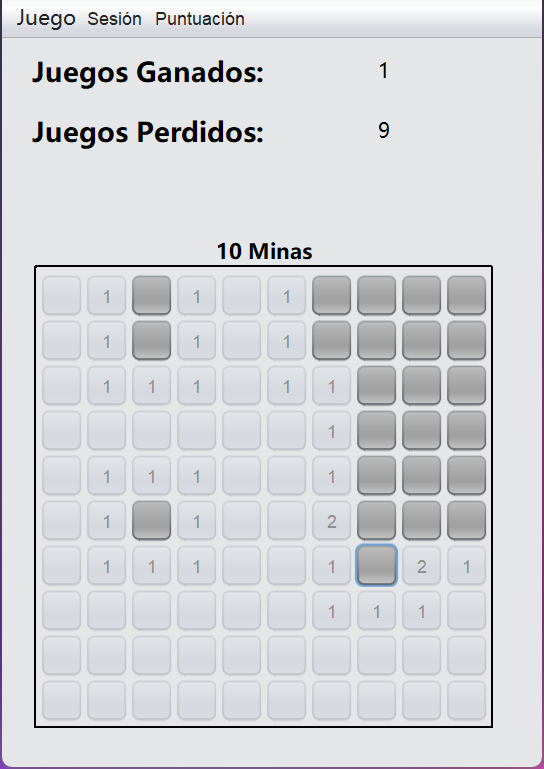 Juego Sesión Puntuación
Juegos Ganados: 1
Juegos Perdidos: 9
10 Minas
1 1 1
1 1 1
1 1 1 1 1
1
1 1 1 1
1 1 2
1 1 1 1 2 1
1 1 1